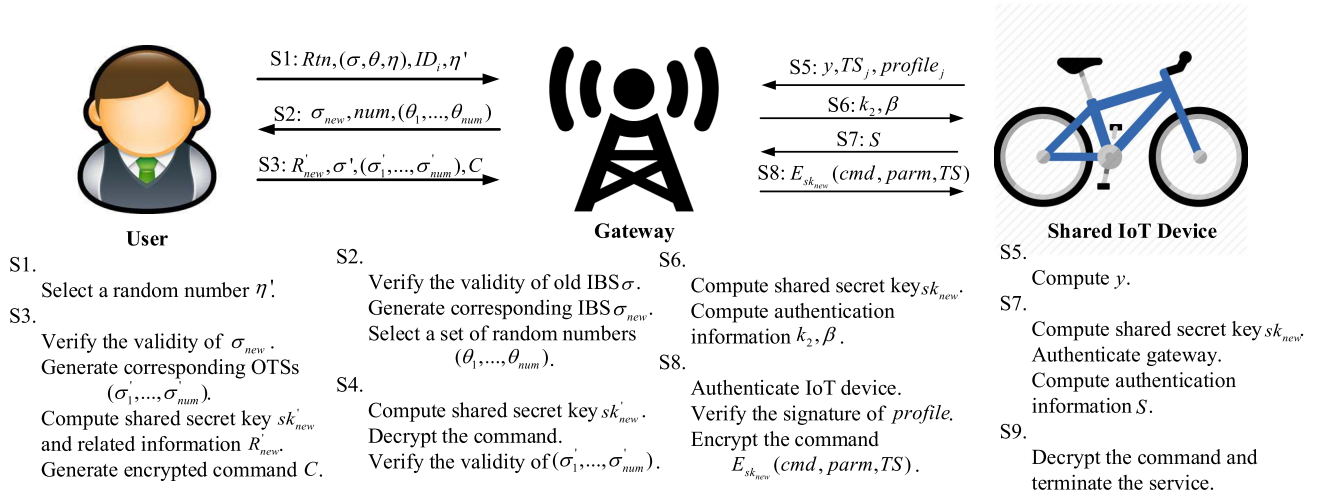 S1: Rtn,(σ,θ,η),ID_i,η'
S2: σ_new,num,(θ_1,...,θ_num)
S3: R'_new,σ',(σ'_1,...,σ'_num),C
S5: y,TS_j,profile_j
S6: k_2,β
S7: S
S8: E_sk_new(cmd,parm,TS)
User
Gateway
Shared IoT Device
S1.
Select a random number η'.
S3.
Verify the validity of σ_new.
Generate corresponding OTSs
(σ'_1,...,σ'_num).
Compute shared secret key sk'_new
and related information R'_new.
Generate encrypted command C.
S2.
Verify the validity of old IBS σ.
Generate corresponding IBS σ_new.
Select a set of random numbers
(θ_1,...,θ_num).
S4.
Compute shared secret key sk'_new.
Decrypt the command.
Verify the validity of (σ'_1,...,σ'_num).
S6.
Compute shared secret key sk_new.
Compute authentication
information k_2,β.
S8.
Authenticate IoT device.
Verify the signature of profile.
Encrypt the command
E_sk_new(cmd,parm,TS).
S5.
Compute y.
S7.
Compute shared secret key sk_new.
Authenticate gateway.
Compute authentication
information S.
S9.
Decrypt the command and
terminate the service.